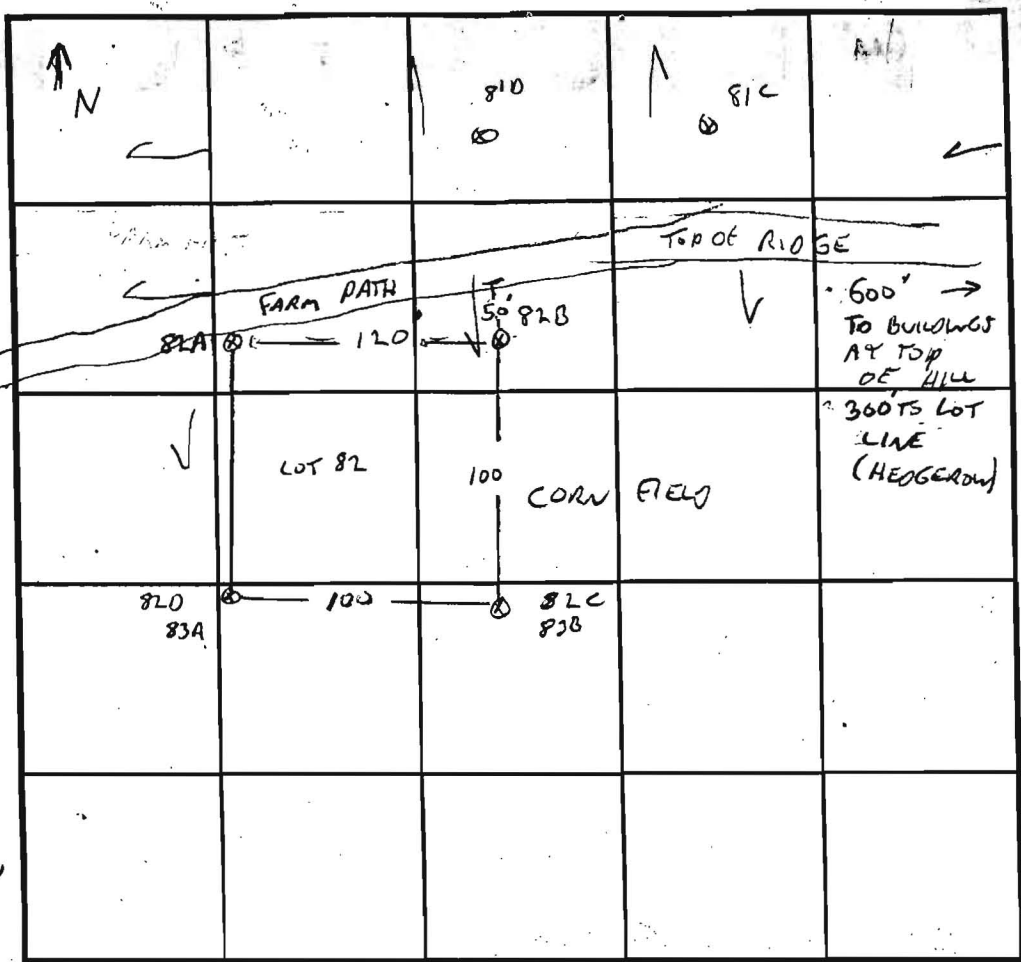 N
81D
81C
TOP OF RIDGE
FARM PATH
50'
82B
82A
120
600' →
TO BUILDINGS
AT TOP
OF HILL
300' TO LOT
LINE
(HEDGEROW)
LOT 82
100
CORN FIELD
82D
83A
100
82C
83B